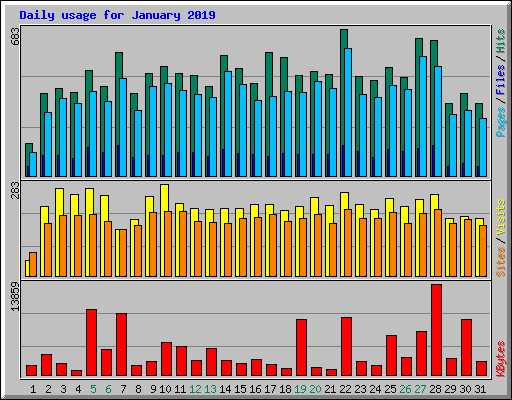 Daily usage for January 2019
683
Pages / Files / Hits
283
Sites / Visits
13859
KBytes
1 2 3 4 5 6 7 8 9 10 11 12 13 14 15 16 17 18 19 20 21 22 23 24 25 26 27 28 29 30 31